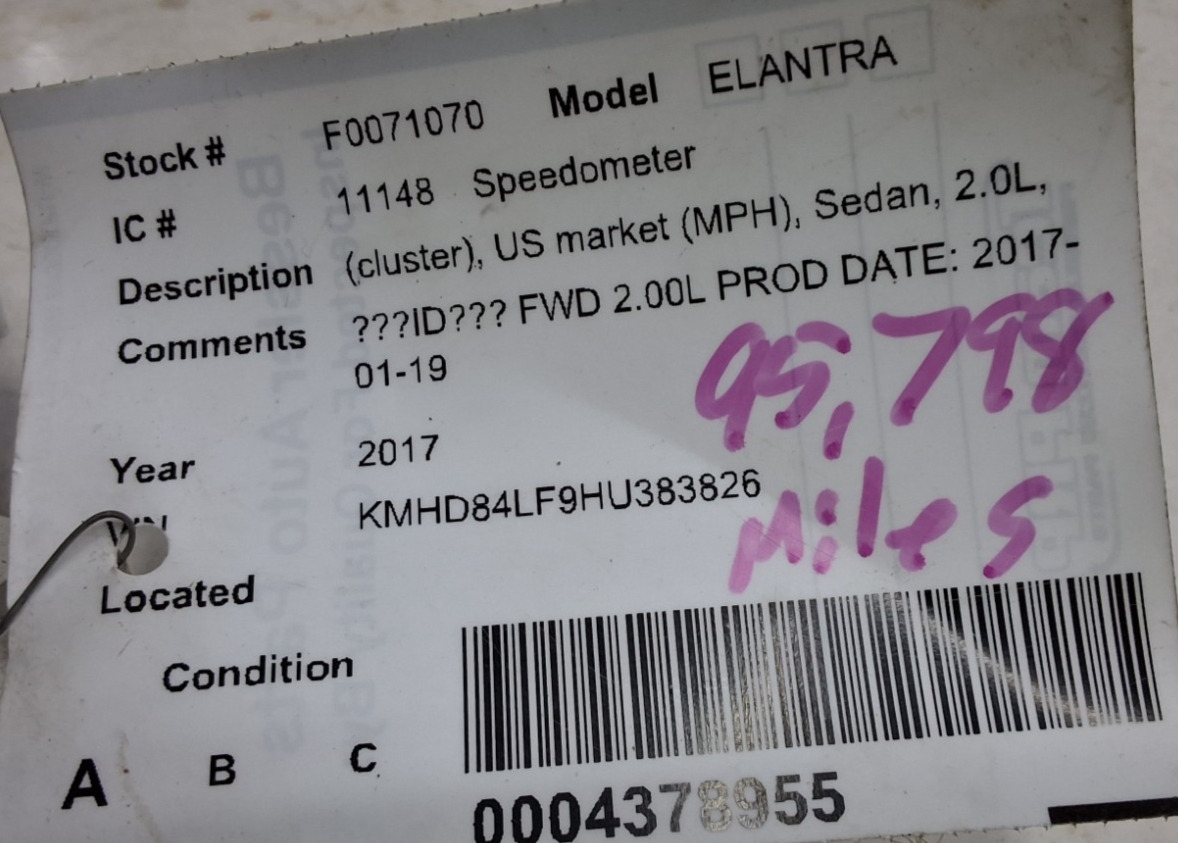 Stock # F0071070 Model ELANTRA
IC # 11148 Speedometer
Description (cluster), US market (MPH), Sedan, 2.0L,
Comments ???ID??? FWD 2.00L PROD DATE: 2017-
01-19
95,798
Year 2017
KMHD84LF9HU383826
Miles
Located
Condition
A B C
0004378955